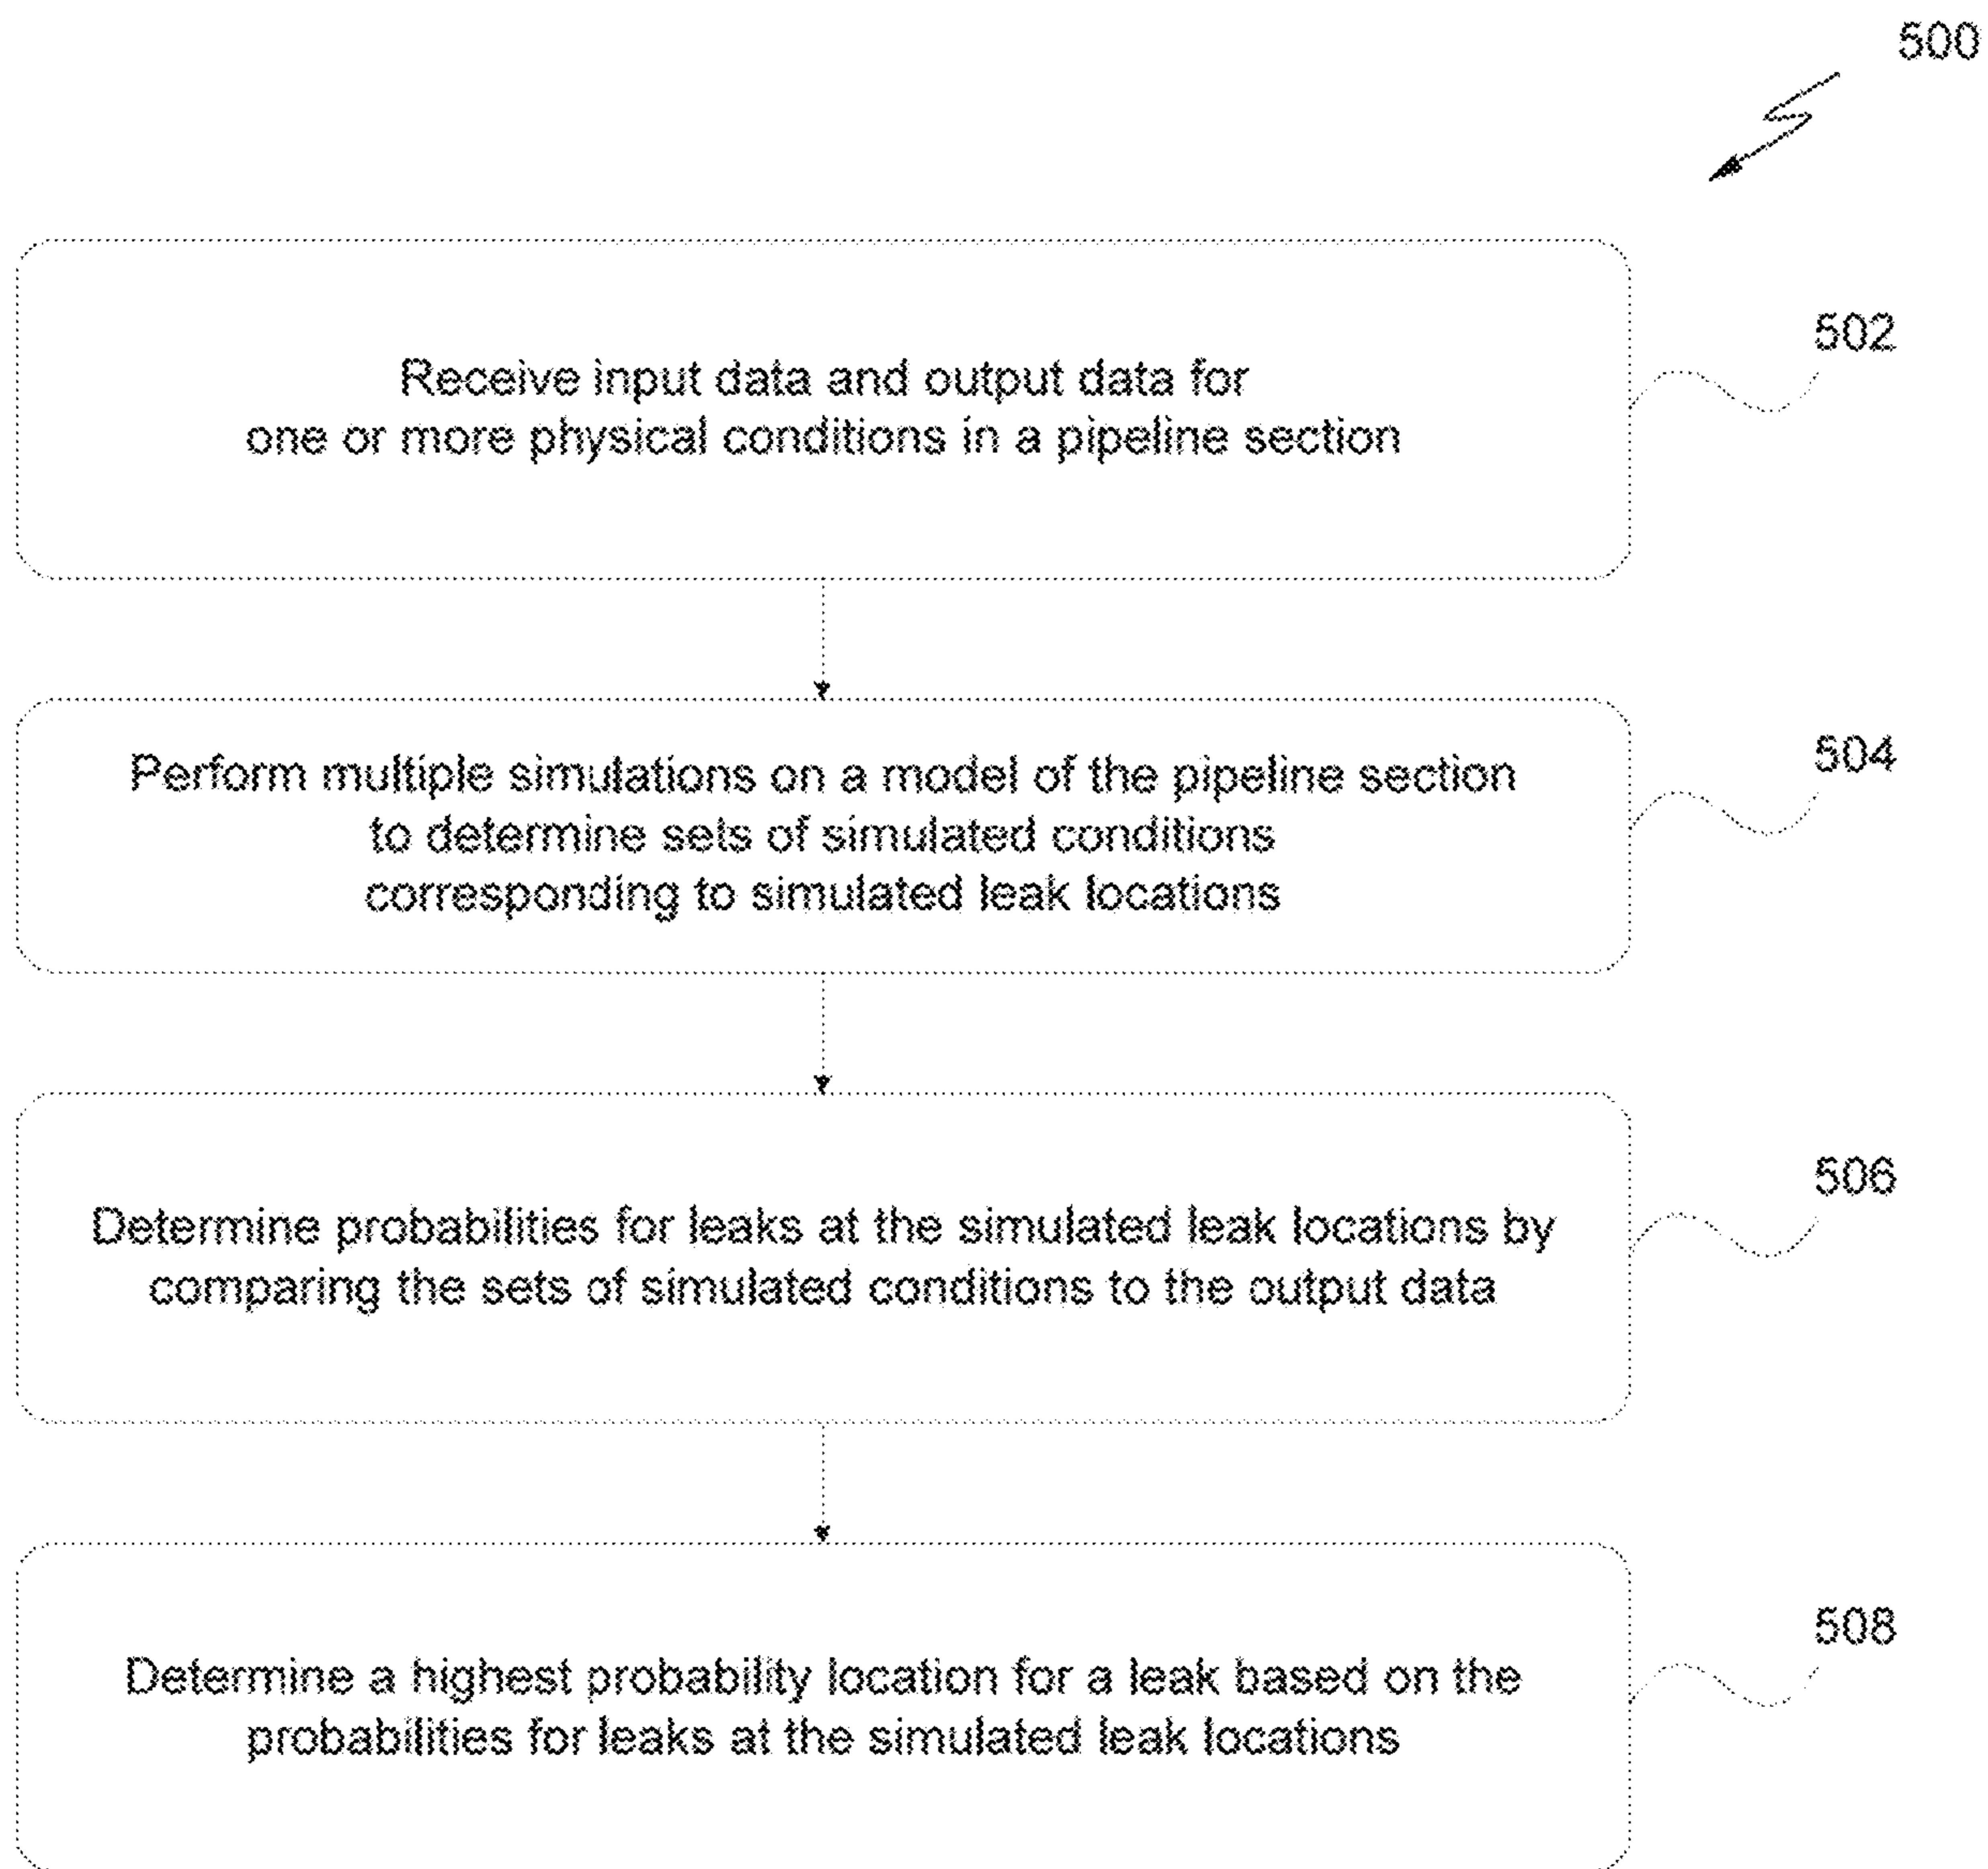 500
Receive input data and output data for
one or more physical conditions in a pipeline section
502
Perform multiple simulations on a model of the pipeline section
to determine sets of simulated conditions
corresponding to simulated leak locations
504
Determine probabilities for leaks at the simulated leak locations by
comparing the sets of simulated conditions to the output data
506
Determine a highest probability location for a leak based on the
probabilities for leaks at the simulated leak locations
508